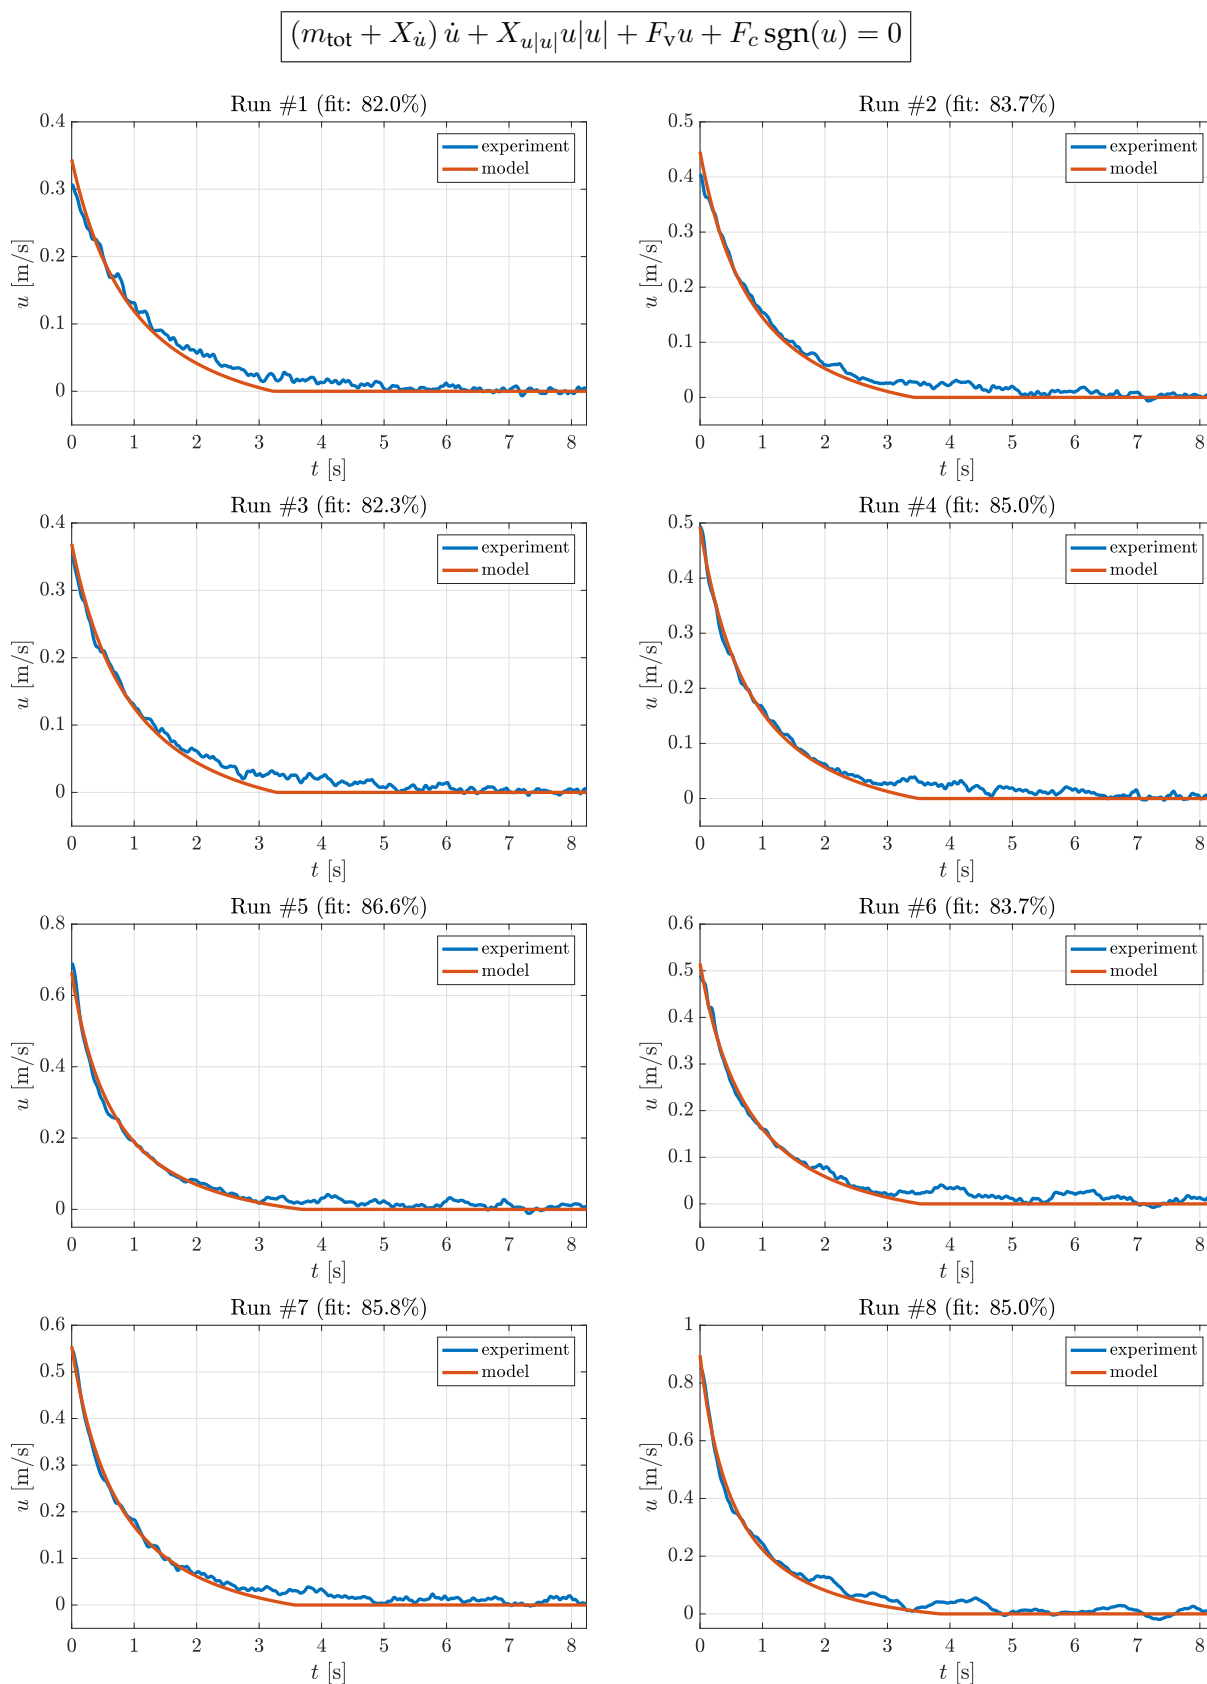 (m_tot + X_u̇) u̇ + X_{u|u|}u|u| + F_v u + F_c sgn(u) = 0
Run #1 (fit: 82.0%)
0.4
0.3
0.2
0.1
0
u [m/s]
experiment
model
0 1 2 3 4 5 6 7 8
t [s]
Run #2 (fit: 83.7%)
0.5
0.4
0.3
0.2
0.1
0
u [m/s]
experiment
model
0 1 2 3 4 5 6 7 8
t [s]
Run #3 (fit: 82.3%)
0.4
0.3
0.2
0.1
0
u [m/s]
experiment
model
0 1 2 3 4 5 6 7 8
t [s]
Run #4 (fit: 85.0%)
0.5
0.4
0.3
0.2
0.1
0
u [m/s]
experiment
model
0 1 2 3 4 5 6 7 8
t [s]
Run #5 (fit: 86.6%)
0.8
0.6
0.4
0.2
0
u [m/s]
experiment
model
0 1 2 3 4 5 6 7 8
t [s]
Run #6 (fit: 83.7%)
0.6
0.5
0.4
0.3
0.2
0.1
0
u [m/s]
experiment
model
0 1 2 3 4 5 6 7 8
t [s]
Run #7 (fit: 85.8%)
0.6
0.5
0.4
0.3
0.2
0.1
0
u [m/s]
experiment
model
0 1 2 3 4 5 6 7 8
t [s]
Run #8 (fit: 85.0%)
1
0.8
0.6
0.4
0.2
0
u [m/s]
experiment
model
0 1 2 3 4 5 6 7 8
t [s]